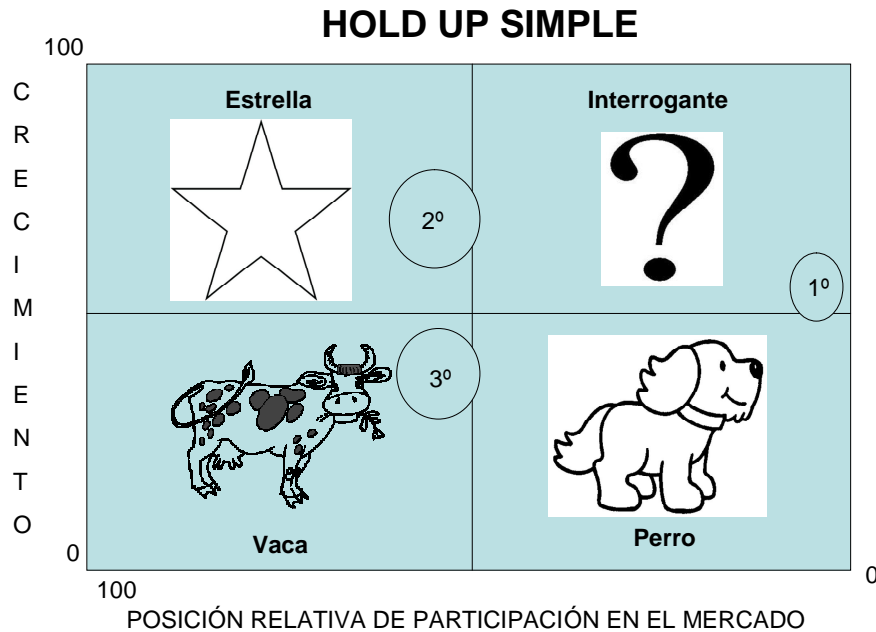 HOLD UP SIMPLE
100
C
R
E
C
I
M
I
E
N
T
O
Estrella
Interrogante
?
2º
1º
3º
Vaca
Perro
0
100
0
POSICIÓN RELATIVA DE PARTICIPACIÓN EN EL MERCADO